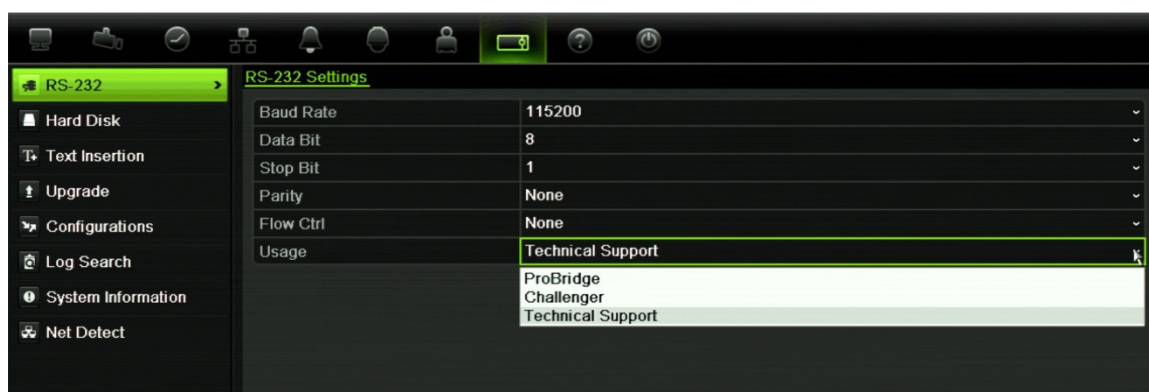 RS-232
Hard Disk
Text Insertion
Upgrade
Configurations
Log Search
System Information
Net Detect
RS-232 Settings
Baud Rate 115200
Data Bit 8
Stop Bit 1
Parity None
Flow Ctrl None
Usage Technical Support
ProBridge
Challenger
Technical Support